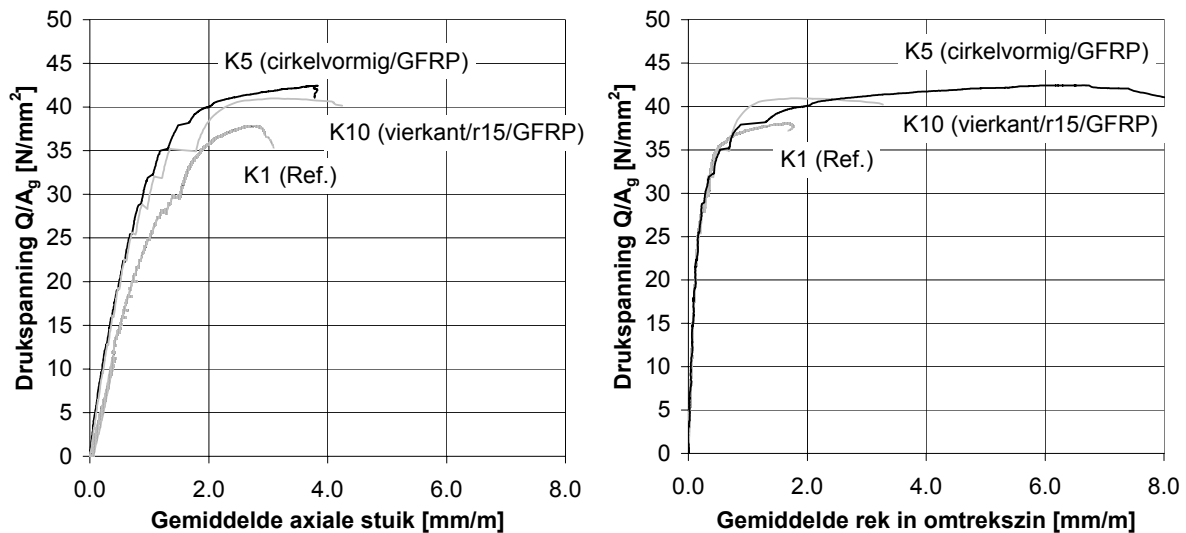 50
45
40
35
30
25
20
15
10
5
0
Drukspanning Q/Ag [N/mm²]
K5 (cirkelvormig/GFRP)
K10 (vierkant/r15/GFRP)
K1 (Ref.)
0.0 2.0 4.0 6.0 8.0
Gemiddelde axiale stuik [mm/m]
50
45
40
35
30
25
20
15
10
5
0
Drukspanning Q/Ag [N/mm²]
K5 (cirkelvormig/GFRP)
K10 (vierkant/r15/GFRP)
K1 (Ref.)
0.0 2.0 4.0 6.0 8.0
Gemiddelde rek in omtrekszin [mm/m]